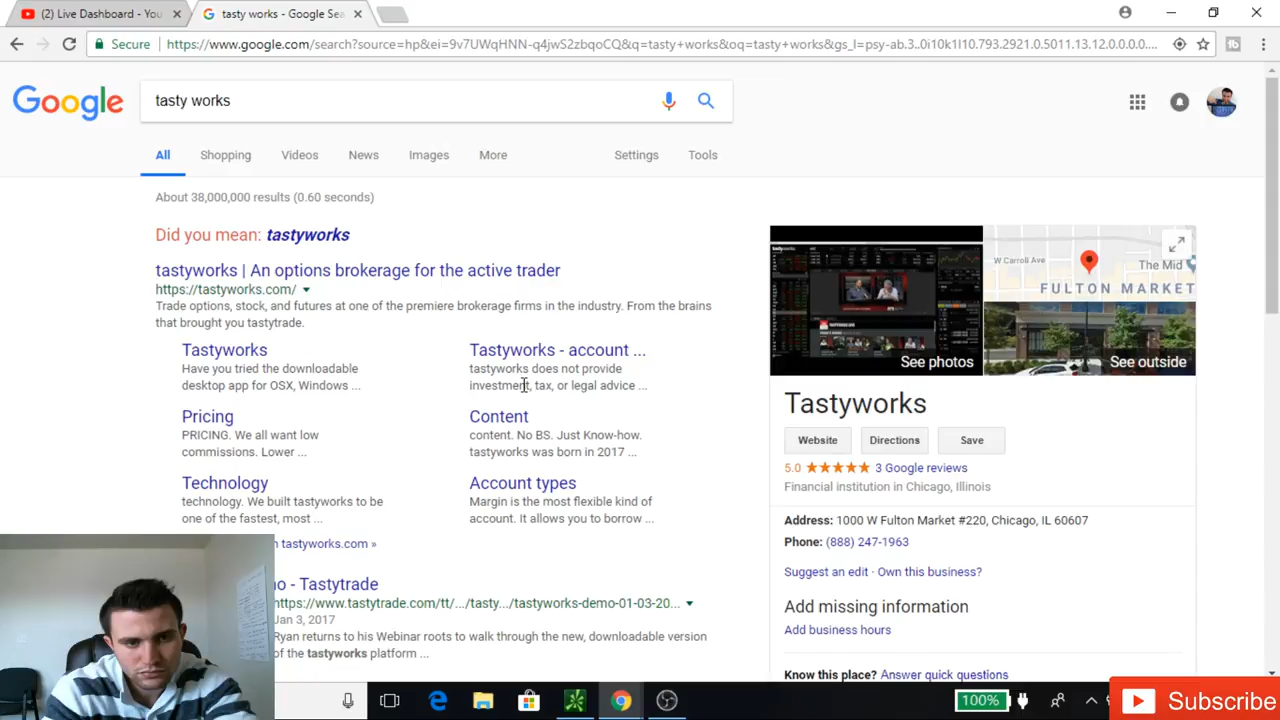 (2) Live Dashboard - You
tasty works - Google Sea
Secure
https://www.google.com/search?source=hp&ei=9v7UWqHNN-q4jwS2zbqoCQ&q=tasty+works&oq=tasty+works&gs_l=psy-ab.3..0i10k1l10.793.2921.0.5011.13.12.0.0.0.0....
Google
tasty works
All
Shopping
Videos
News
Images
More
Settings
Tools
About 38,000,000 results (0.60 seconds)
Did you mean: tastyworks
tastyworks | An options brokerage for the active trader
https://tastyworks.com/
Trade options, stock, and futures at one of the premiere brokerage firms in the industry. From the brains
that brought you tastytrade.
Tastyworks
Have you tried the downloadable
desktop app for OSX, Windows ...
Tastyworks - account ...
tastyworks does not provide
investment, tax, or legal advice ...
Pricing
PRICING. We all want low
commissions. Lower ...
Content
content. No BS. Just Know-how.
tastyworks was born in 2017 ...
Technology
technology. We built tastyworks to be
one of the fastest, most ...
Account types
Margin is the most flexible kind of
account. It allows you to borrow ...
tastyworks.com »
- Tastytrade
https://www.tastytrade.com/tt/.../tasty.../tastyworks-demo-01-03-20...
Jan 3, 2017
Ryan returns to his Webinar roots to walk through the new, downloadable version
of the tastyworks platform ...
W Carroll Ave
The Mid
FULTON MARKET
See photos
See outside
Tastyworks
Website
Directions
Save
5.0
3 Google reviews
Financial institution in Chicago, Illinois
Address: 1000 W Fulton Market #220, Chicago, IL 60607
Phone: (888) 247-1963
Suggest an edit · Own this business?
Add missing information
Add business hours
Know this place? Answer quick questions
100%
Subscribe